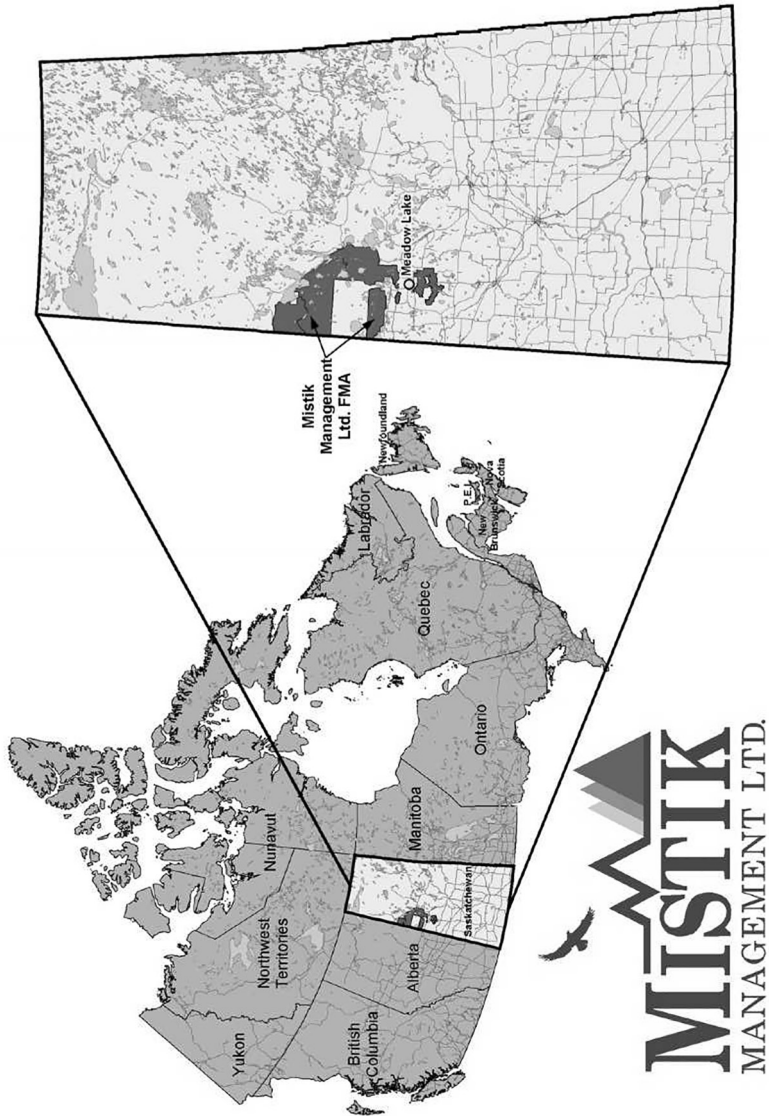 Yukon
Northwest
Territories
Nunavut
British
Columbia
Alberta
Saskatchewan
Manitoba
Ontario
Quebec
Labrador
Newfoundland
P.E.I.
New
Brunswick
Nova
Scotia
Mistik
Management
Ltd. FMA
Meadow Lake
MISTIK
MANAGEMENT LTD.